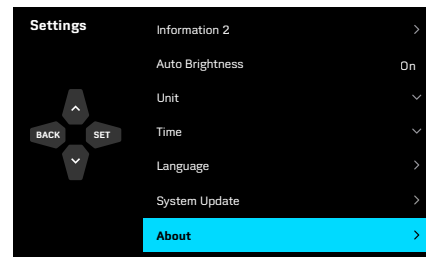 Settings
Information 2
Auto Brightness On
Unit
Time
BACK SET
Language
System Update
About